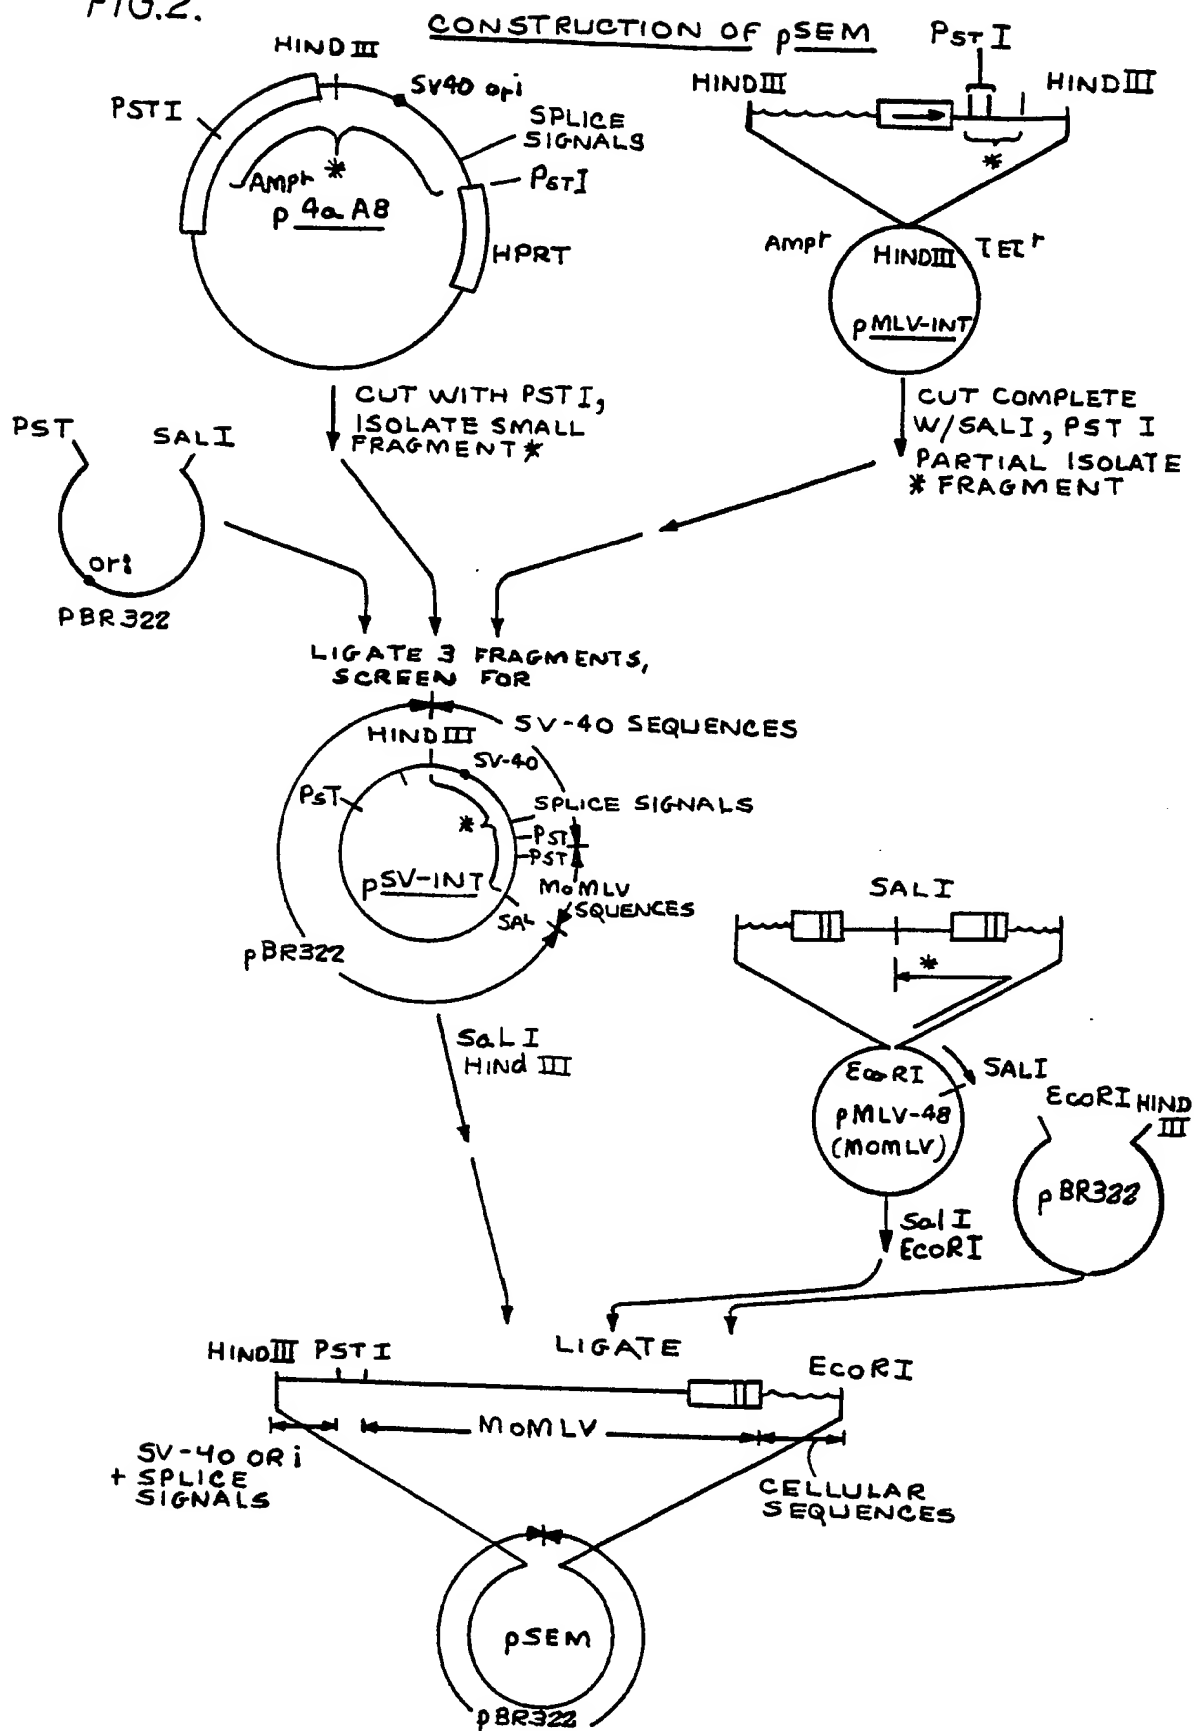 FIG.2.
CONSTRUCTION OF pSEM
HIND III
SV40 ori
PST I
SPLICE
SIGNALS
PST I
Ampr *
p 4a A8
HPRT
PST I
HIND III
HIND III
*
Ampr
HIND III
TETr
pMLV-INT
CUT WITH PST I,
ISOLATE SMALL
FRAGMENT *
CUT COMPLETE
W/SALI, PST I
PARTIAL ISOLATE
* FRAGMENT
PST
SAL I
ori
PBR322
LIGATE 3 FRAGMENTS,
SCREEN FOR
SV-40 SEQUENCES
HIND III
SV-40
PST
SPLICE SIGNALS
*
PST
PST
pSV-INT
MOMLV
SQUENCES
SAL
pBR322
SAL I
*
SaL I
HINd III
EcoRI
SALI
pMLV-48
(MOMLV)
EcoRI
HIND
III
pBR322
Sal I
EcoRI
LIGATE
HIND III PST I
EcoRI
MOMLV
SV-40 ORi
+ SPLICE
SIGNALS
CELLULAR
SEQUENCES
pSEM
pBR322